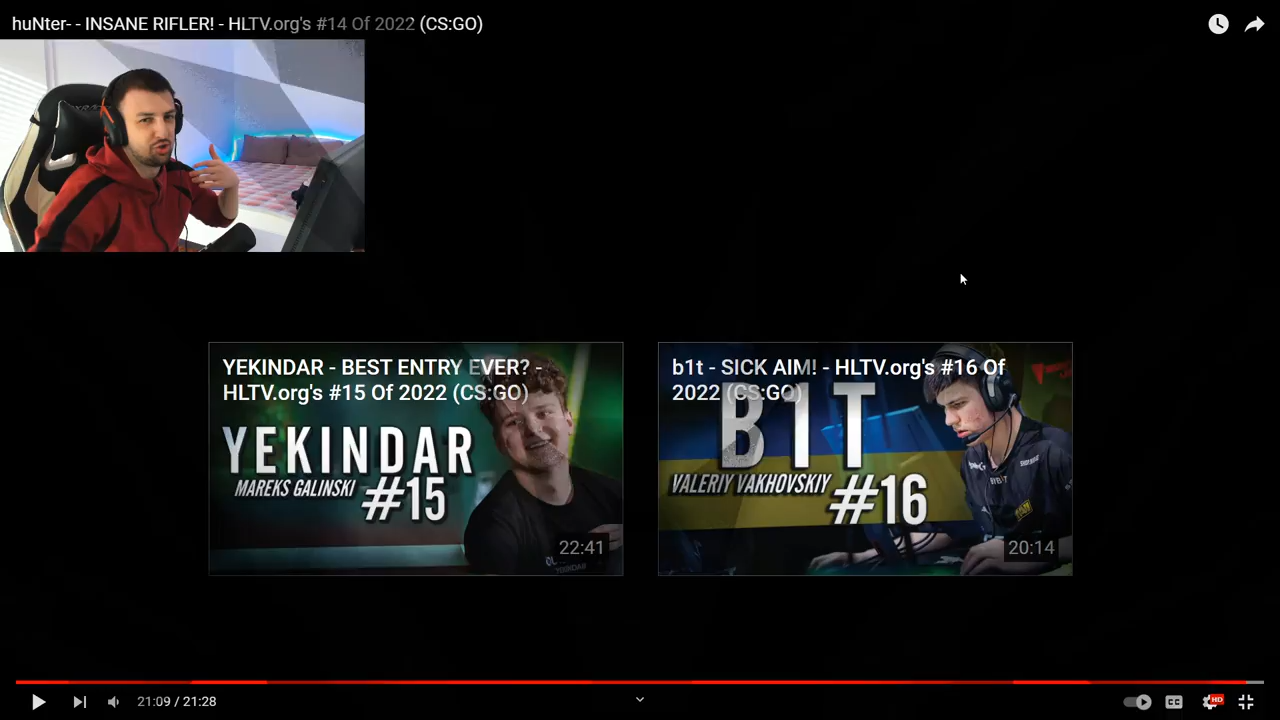 huNter- - INSANE RIFLER! - HLTV.org's #14 Of 2022 (CS:GO)
YEKINDAR - BEST ENTRY EVER? -
HLTV.org's #15 Of 2022 (CS:GO)
YEKINDAR
MAREKS GALINSKI
#15
22:41
b1t - SICK AIM! - HLTV.org's #16 Of
2022 (CS:GO)
B1T
VALERIY VAKHOVSKIY
#16
20:14
21:09 / 21:28
CC
HD